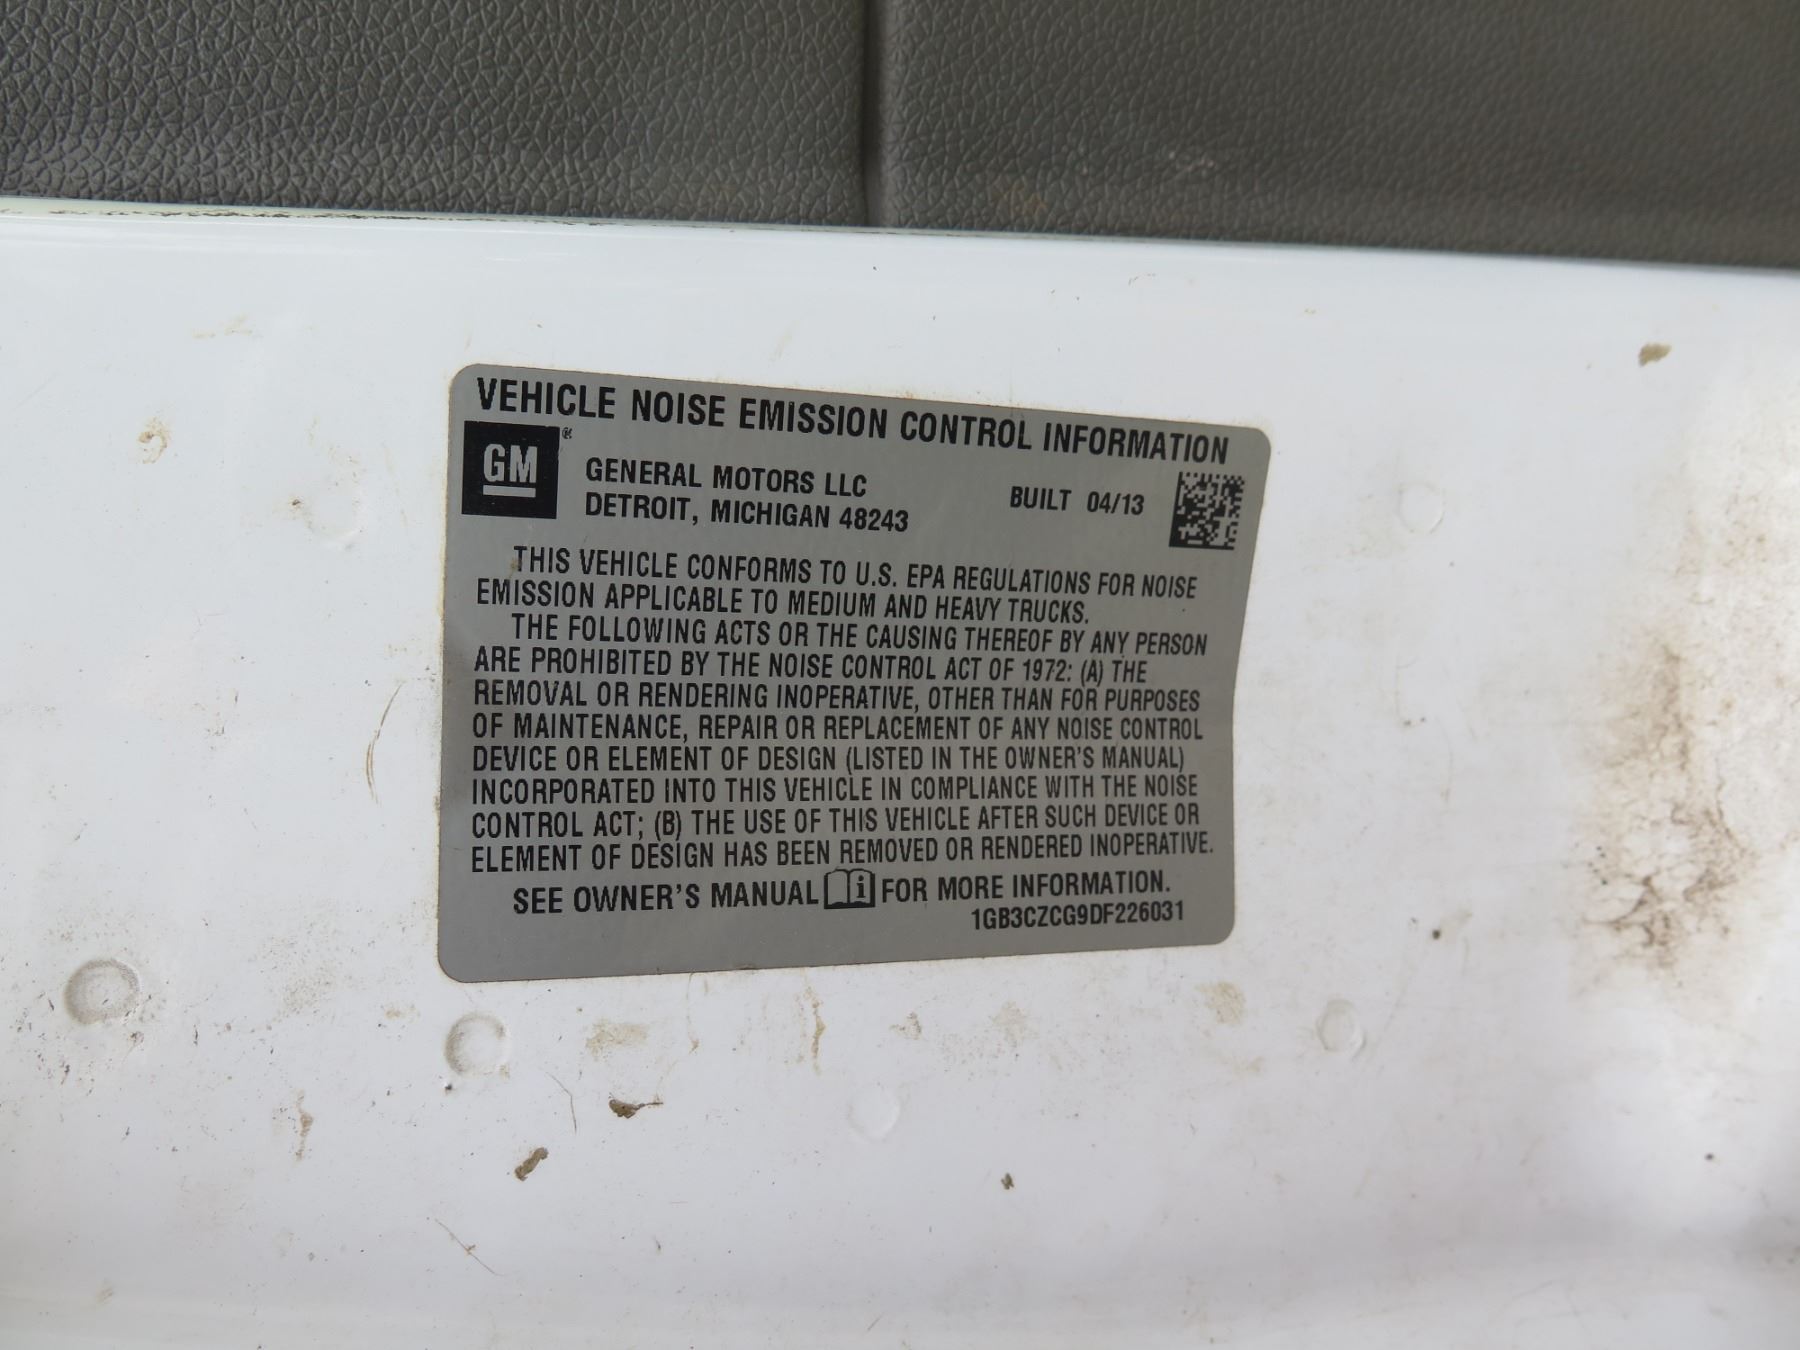 VEHICLE NOISE EMISSION CONTROL INFORMATION
GM®
GENERAL MOTORS LLC
DETROIT, MICHIGAN 48243
BUILT 04/13
THIS VEHICLE CONFORMS TO U.S. EPA REGULATIONS FOR NOISE
EMISSION APPLICABLE TO MEDIUM AND HEAVY TRUCKS.
THE FOLLOWING ACTS OR THE CAUSING THEREOF BY ANY PERSON
ARE PROHIBITED BY THE NOISE CONTROL ACT OF 1972: (A) THE
REMOVAL OR RENDERING INOPERATIVE, OTHER THAN FOR PURPOSES
OF MAINTENANCE, REPAIR OR REPLACEMENT OF ANY NOISE CONTROL
DEVICE OR ELEMENT OF DESIGN (LISTED IN THE OWNER'S MANUAL)
INCORPORATED INTO THIS VEHICLE IN COMPLIANCE WITH THE NOISE
CONTROL ACT; (B) THE USE OF THIS VEHICLE AFTER SUCH DEVICE OR
ELEMENT OF DESIGN HAS BEEN REMOVED OR RENDERED INOPERATIVE.
SEE OWNER'S MANUAL i FOR MORE INFORMATION.
1GB3CZCG9DF226031